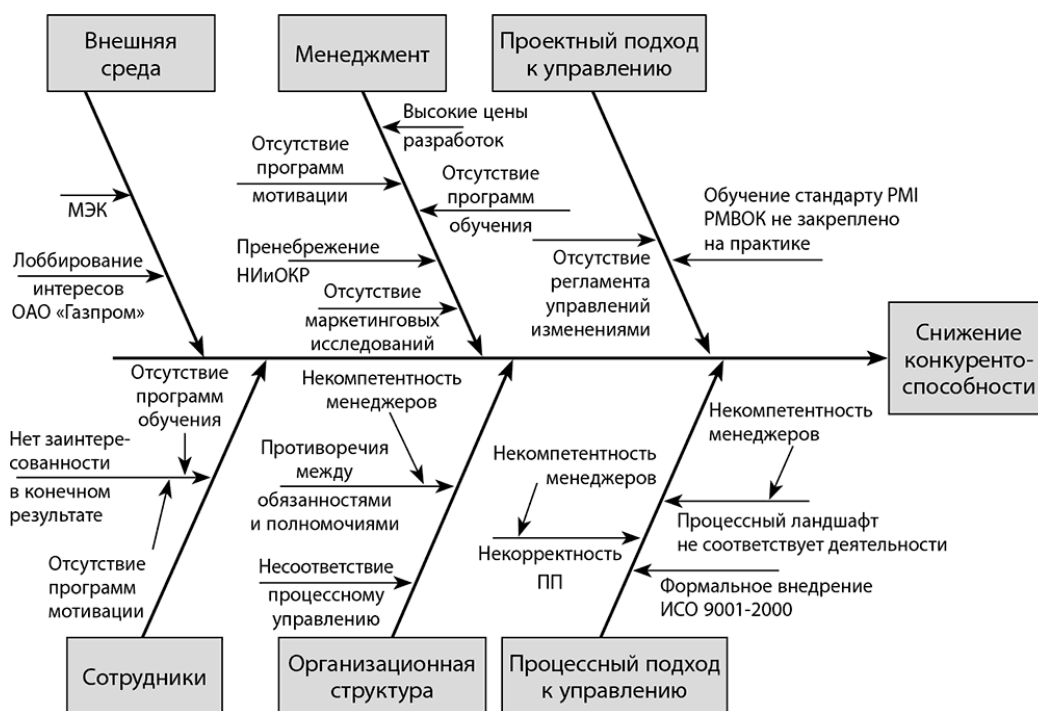 Внешняя
среда
Менеджмент
Проектный подход
к управлению
Высокие цены
разработок
Отсутствие
программ
мотивации
Отсутствие
программ
обучения
МЭК
Обучение стандарту PMI
PMBOK не закреплено
на практике
Лоббирование
интересов
ОАО «Газпром»
Пренебрежение
НИиОКР
Отсутствие
регламента
управлений
изменениями
Отсутствие
маркетинговых
исследований
Снижение
конкуренто-
способности
Отсутствие
программ
обучения
Некомпетентность
менеджеров
Нет заинтере-
сованности
в конечном
результате
Противоречия
между
обязанностями
и полномочиями
Некомпетентность
менеджеров
Некомпетентность
менеджеров
Процессный ландшафт
не соответствует деятельности
Некорректность
ПП
Отсутствие
программ
мотивации
Несоответствие
процессному
управлению
Формальное внедрение
ИСО 9001-2000
Сотрудники
Организационная
структура
Процессный подход
к управлению